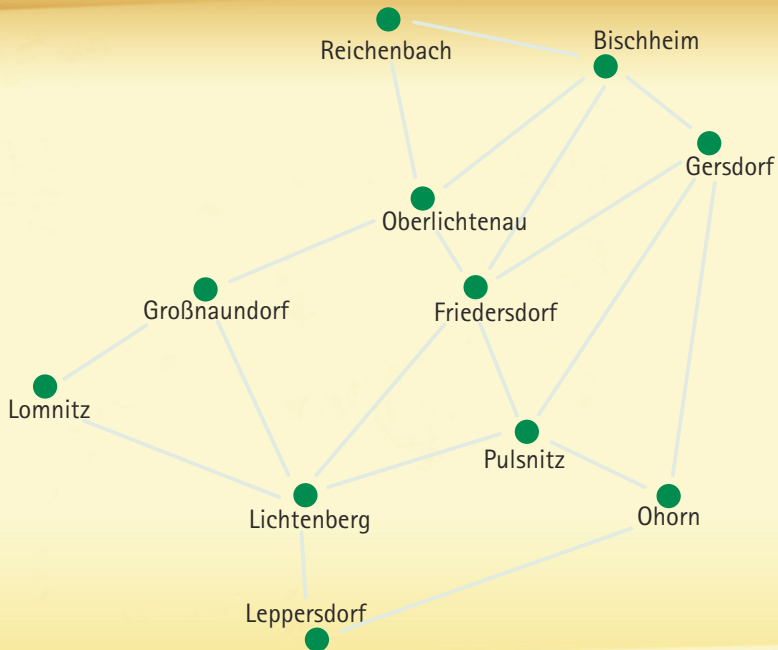 Bischheim
Reichenbach
Gersdorf
Oberlichtenau
Großnaundorf
Friedersdorf
Lomnitz
Pulsnitz
Lichtenberg
Ohorn
Leppersdorf